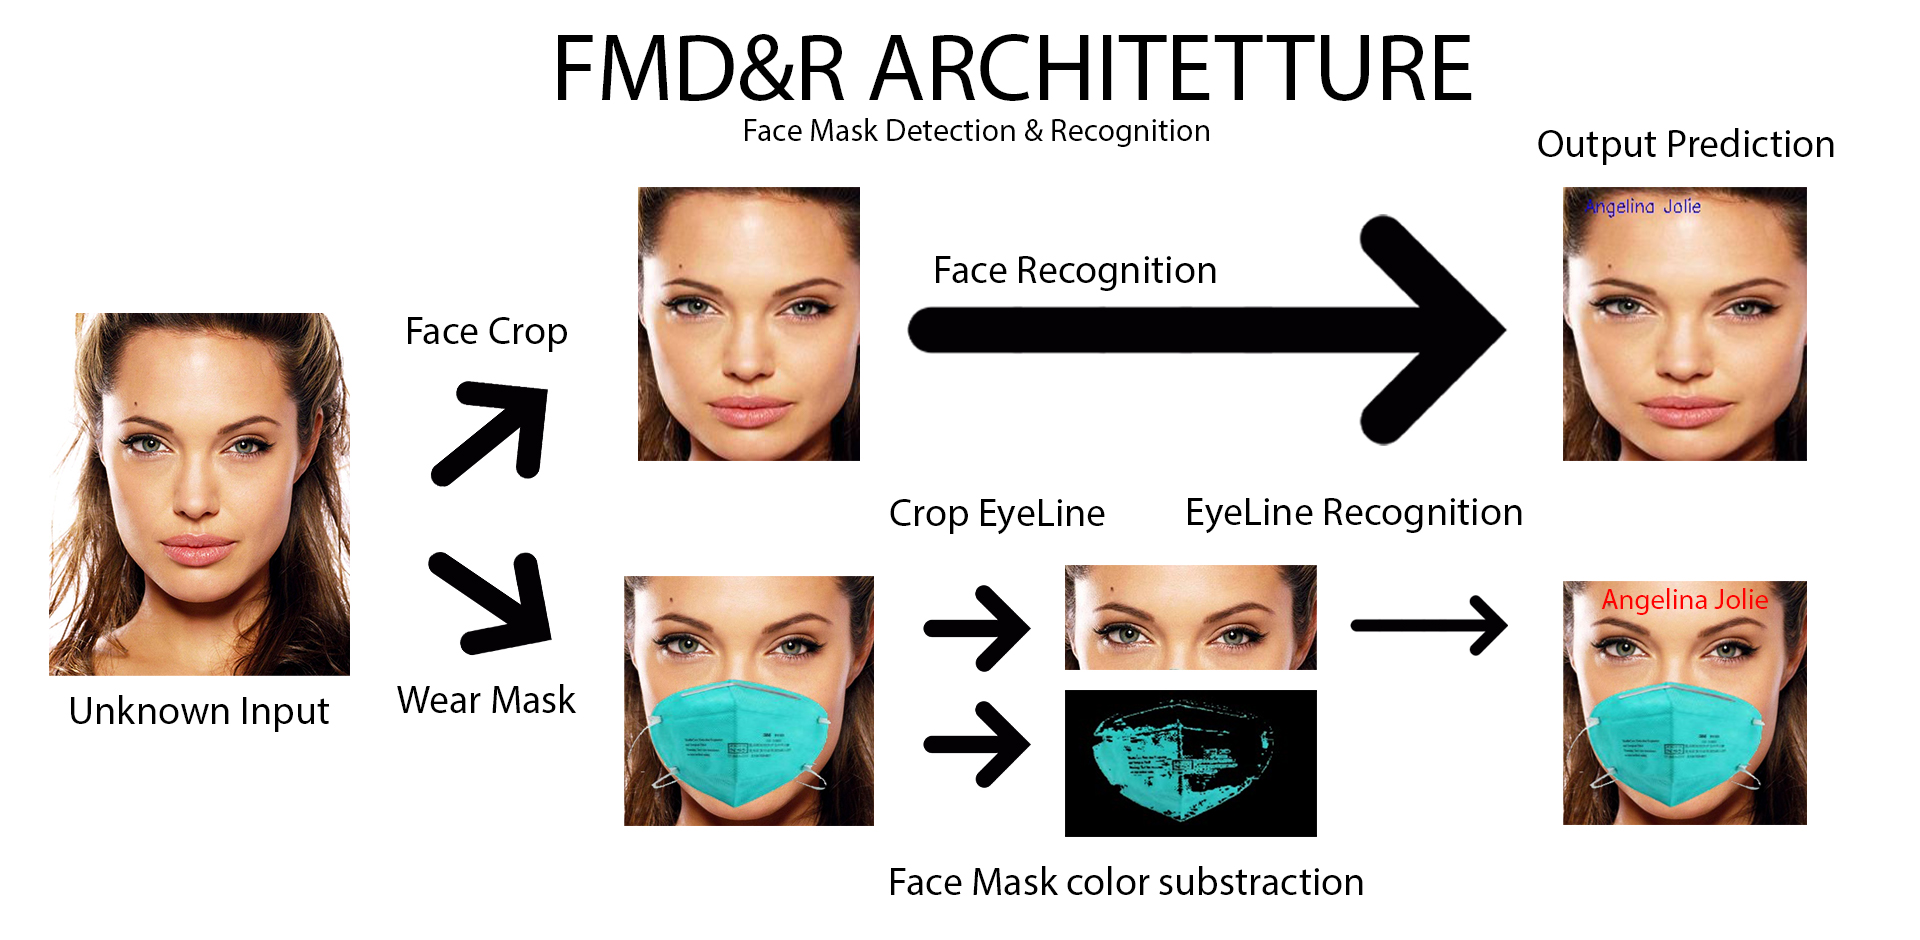 FMD&R ARCHITETTURE
Face Mask Detection & Recognition
Output Prediction
Angelina Jolie
Face Recognition
Face Crop
Crop EyeLine
EyeLine Recognition
Angelina Jolie
Wear Mask
Unknown Input
Face Mask color substraction